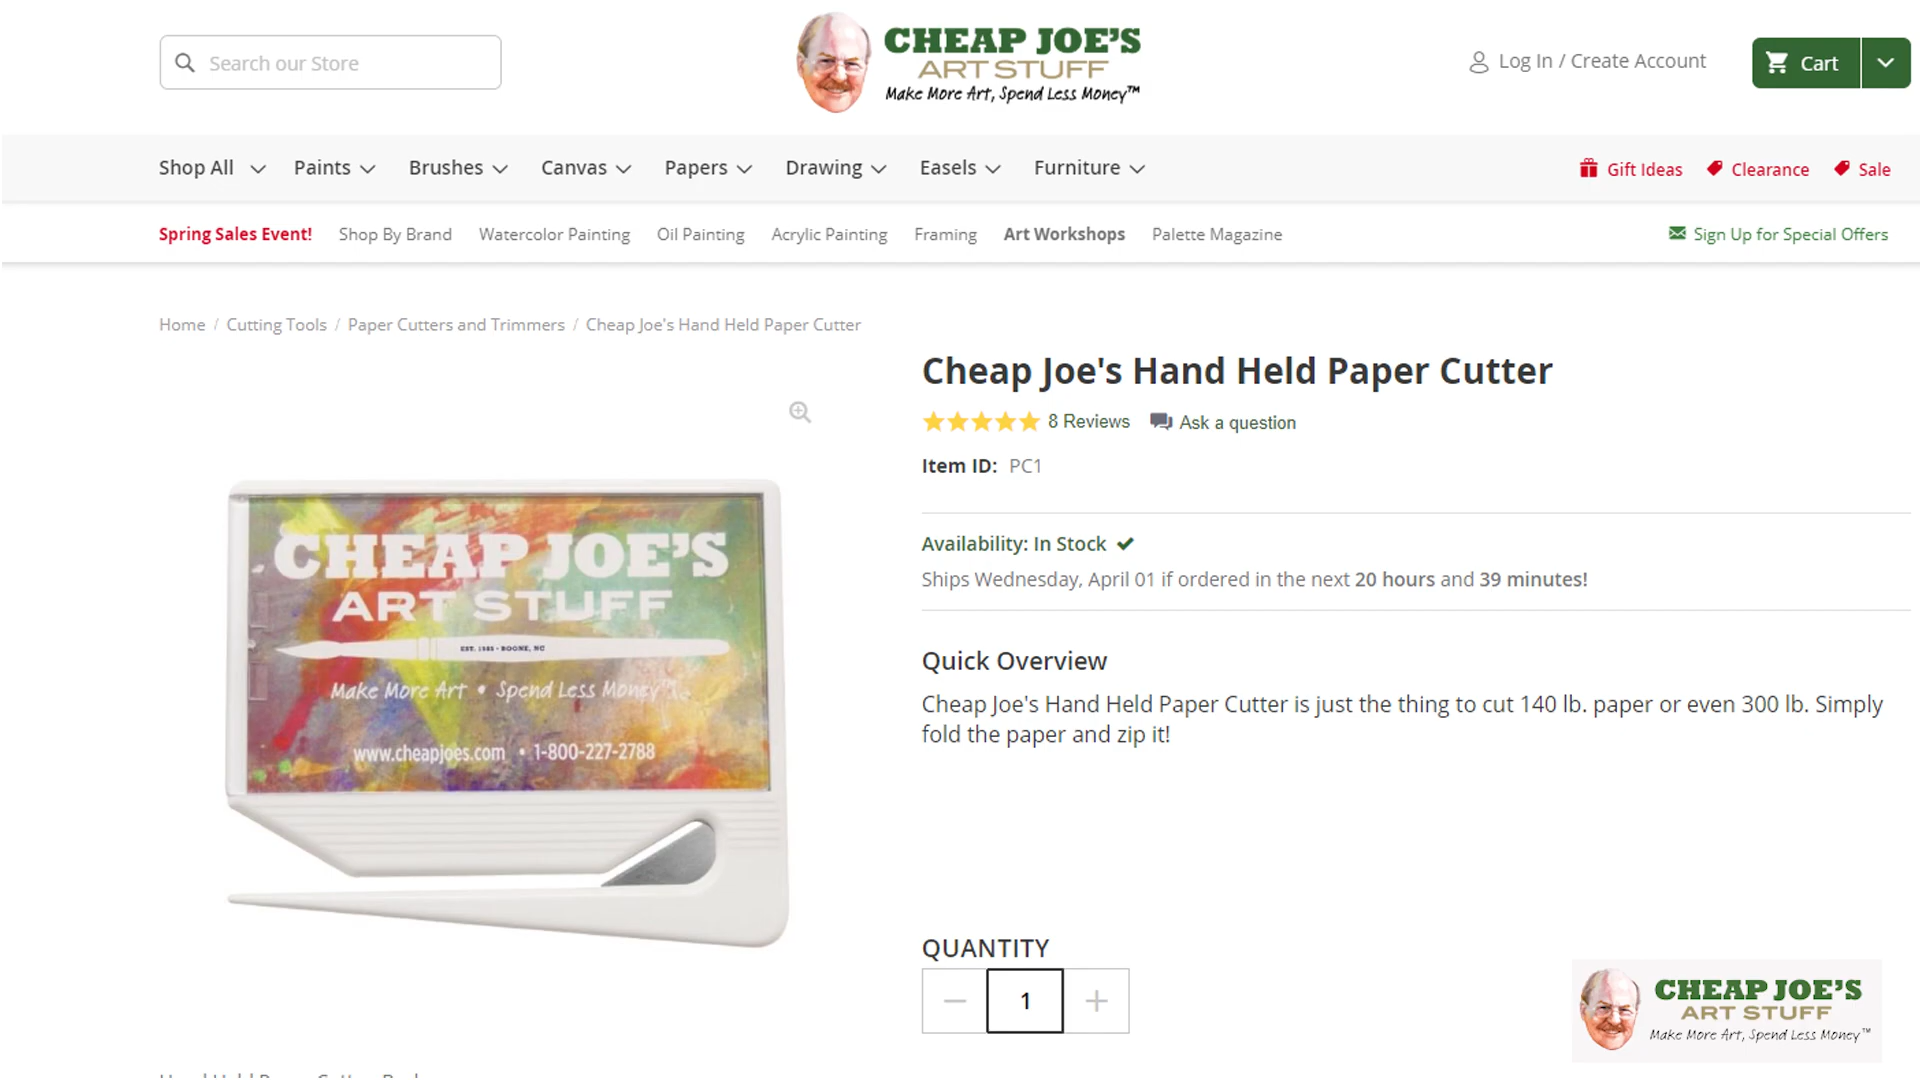 Search our Store
CHEAP JOE'S
ART STUFF
Make More Art, Spend Less Money™
Log In / Create Account
Cart
Shop All
Paints
Brushes
Canvas
Papers
Drawing
Easels
Furniture
Gift Ideas
Clearance
Sale
Spring Sales Event!
Shop By Brand
Watercolor Painting
Oil Painting
Acrylic Painting
Framing
Art Workshops
Palette Magazine
Sign Up for Special Offers
Home / Cutting Tools / Paper Cutters and Trimmers / Cheap Joe's Hand Held Paper Cutter
CHEAP JOE'S
ART STUFF
EST. 1985 • BOONE, NC
Make More Art • Spend Less Money™
www.cheapjoes.com • 1-800-227-2788
Cheap Joe's Hand Held Paper Cutter
8 Reviews
Ask a question
Item ID: PC1
Availability: In Stock
Ships Wednesday, April 01 if ordered in the next 20 hours and 39 minutes!
Quick Overview
Cheap Joe's Hand Held Paper Cutter is just the thing to cut 140 lb. paper or even 300 lb. Simply
fold the paper and zip it!
QUANTITY
1
CHEAP JOE'S
ART STUFF
Make More Art, Spend Less Money™